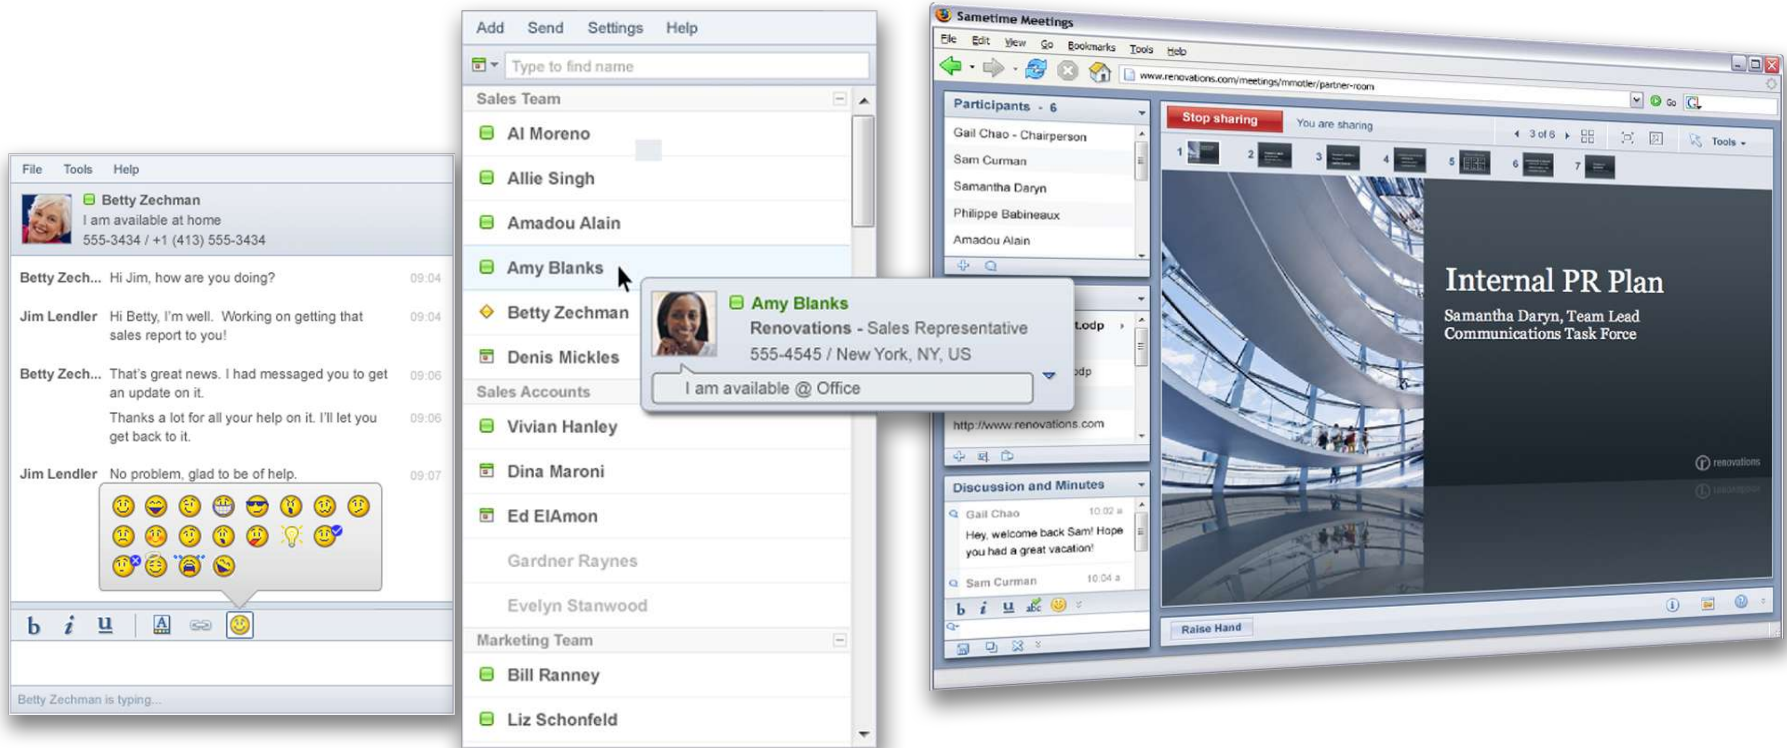 File Tools Help
Betty Zechman
I am available at home
555-3434 / +1 (413) 555-3434
Betty Zech... Hi Jim, how are you doing? 09:04
Jim Lendler Hi Betty, I'm well. Working on getting that 09:04
sales report to you!
Betty Zech... That's great news. I had messaged you to get 09:06
an update on it.
Thanks a lot for all your help on it. I'll let you 09:06
get back to it.
Jim Lendler No problem, glad to be of help. 09:07
b i u A
Betty Zechman is typing...
Add Send Settings Help
Type to find name
Sales Team
Al Moreno
Allie Singh
Amadou Alain
Amy Blanks
Betty Zechman
Denis Mickles
Sales Accounts
Vivian Hanley
Dina Maroni
Ed ElAmon
Gardner Raynes
Evelyn Stanwood
Marketing Team
Bill Ranney
Liz Schonfeld
Amy Blanks
Renovations - Sales Representative
555-4545 / New York, NY, US
I am available @ Office
Sametime Meetings
File Edit View Go Bookmarks Tools Help
www.renovations.com/meetings/mmotler/partner-room
Go G
Participants - 6
Gail Chao - Chairperson
Sam Curman
Samantha Daryn
Philippe Babineaux
Amadou Alain
t.odp
odp
http://www.renovations.com
Discussion and Minutes
Gail Chao 10:02 a
Hey, welcome back Sam! Hope
you had a great vacation!
Sam Curman 10:04 a
b i u abc
Stop sharing You are sharing 3 of 6 Tools
1 2 3 4 5 6 7
Internal PR Plan
Samantha Daryn, Team Lead
Communications Task Force
r renovations
Raise Hand